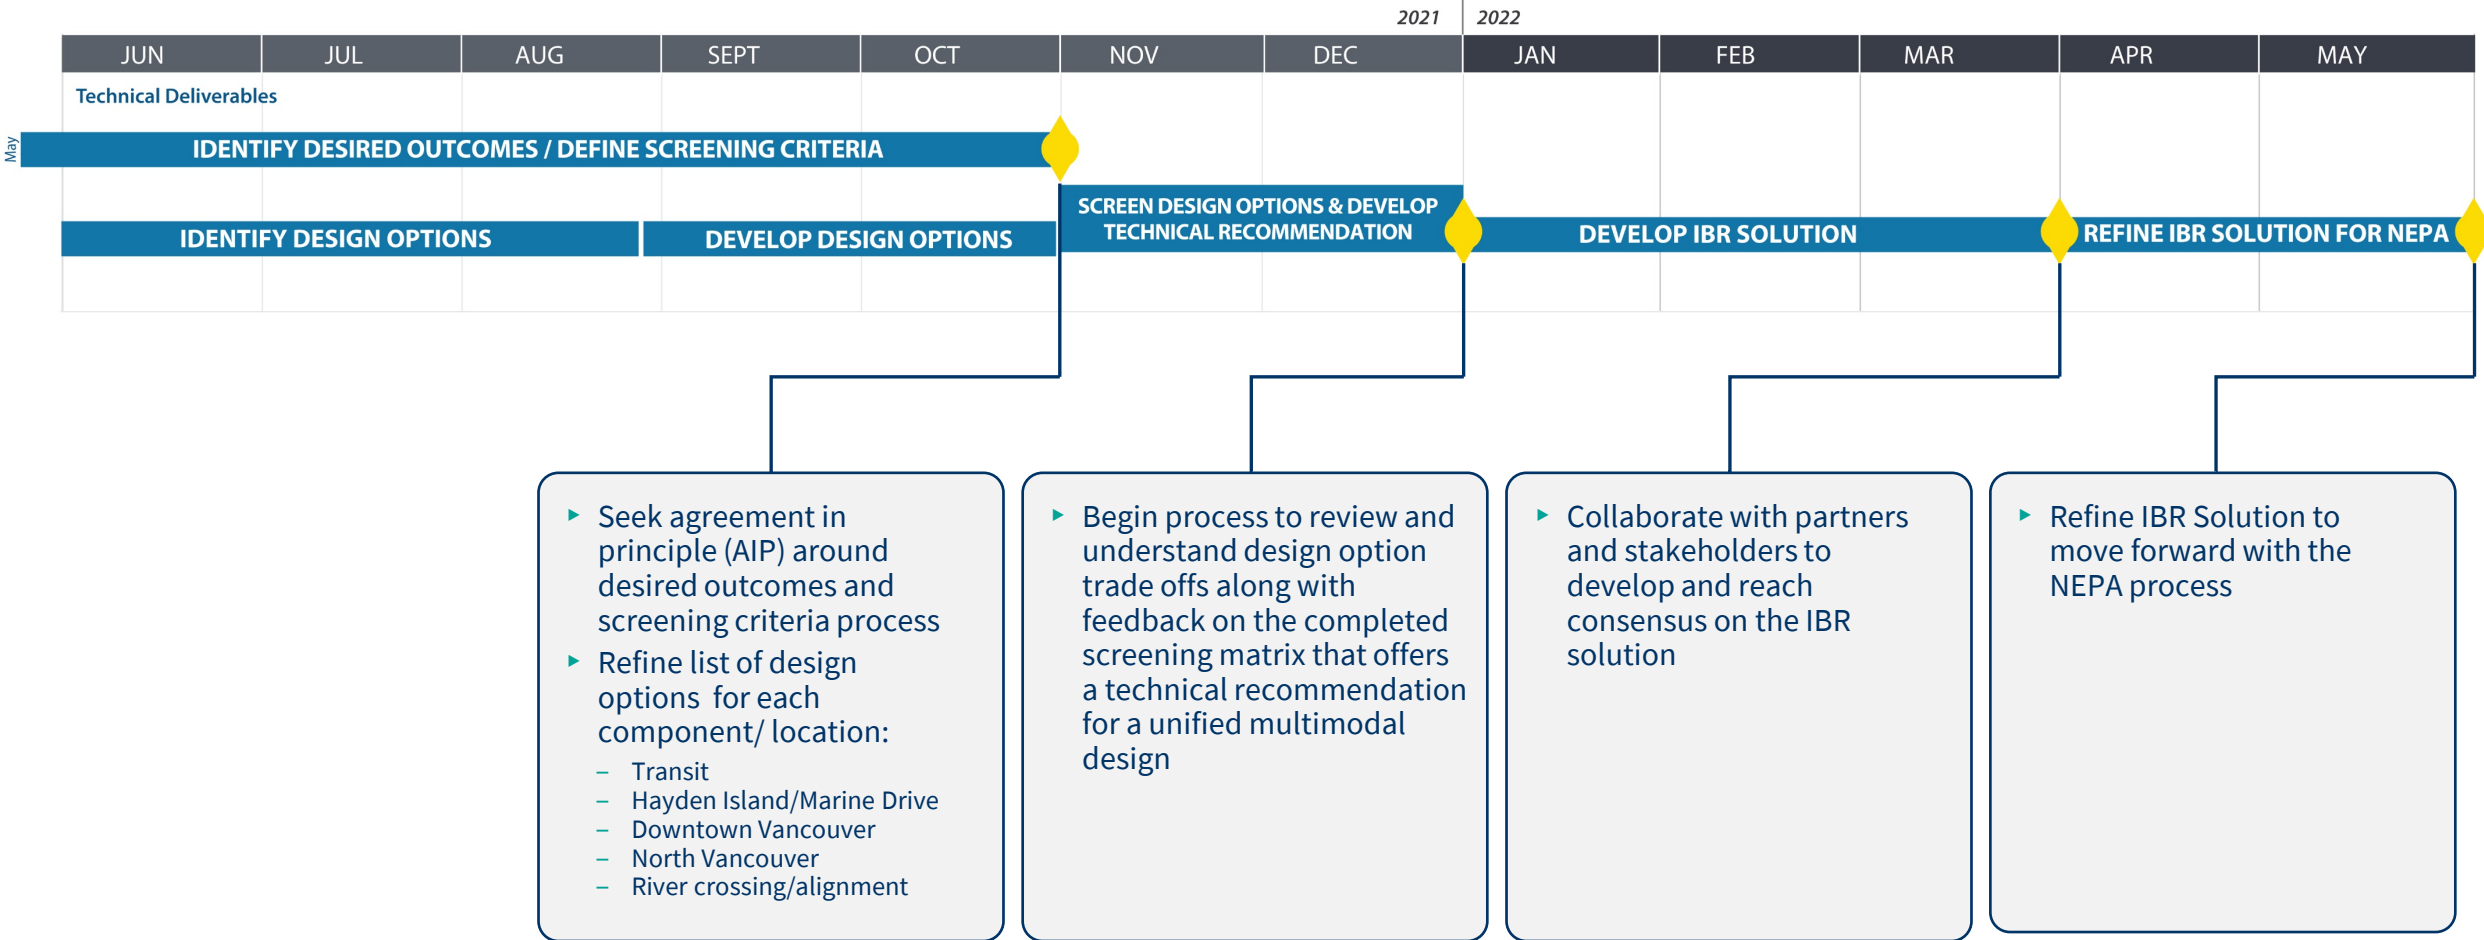 2021 2022
JUN JUL AUG SEPT OCT NOV DEC JAN FEB MAR APR MAY
Technical Deliverables
May
IDENTIFY DESIRED OUTCOMES / DEFINE SCREENING CRITERIA
SCREEN DESIGN OPTIONS & DEVELOP
TECHNICAL RECOMMENDATION
IDENTIFY DESIGN OPTIONS
DEVELOP DESIGN OPTIONS
DEVELOP IBR SOLUTION
REFINE IBR SOLUTION FOR NEPA
Seek agreement in
principle (AIP) around
desired outcomes and
screening criteria process
Refine list of design
options for each
component/ location:
– Transit
– Hayden Island/Marine Drive
– Downtown Vancouver
– North Vancouver
– River crossing/alignment
Begin process to review and
understand design option
trade offs along with
feedback on the completed
screening matrix that offers
a technical recommendation
for a unified multimodal
design
Collaborate with partners
and stakeholders to
develop and reach
consensus on the IBR
solution
Refine IBR Solution to
move forward with the
NEPA process